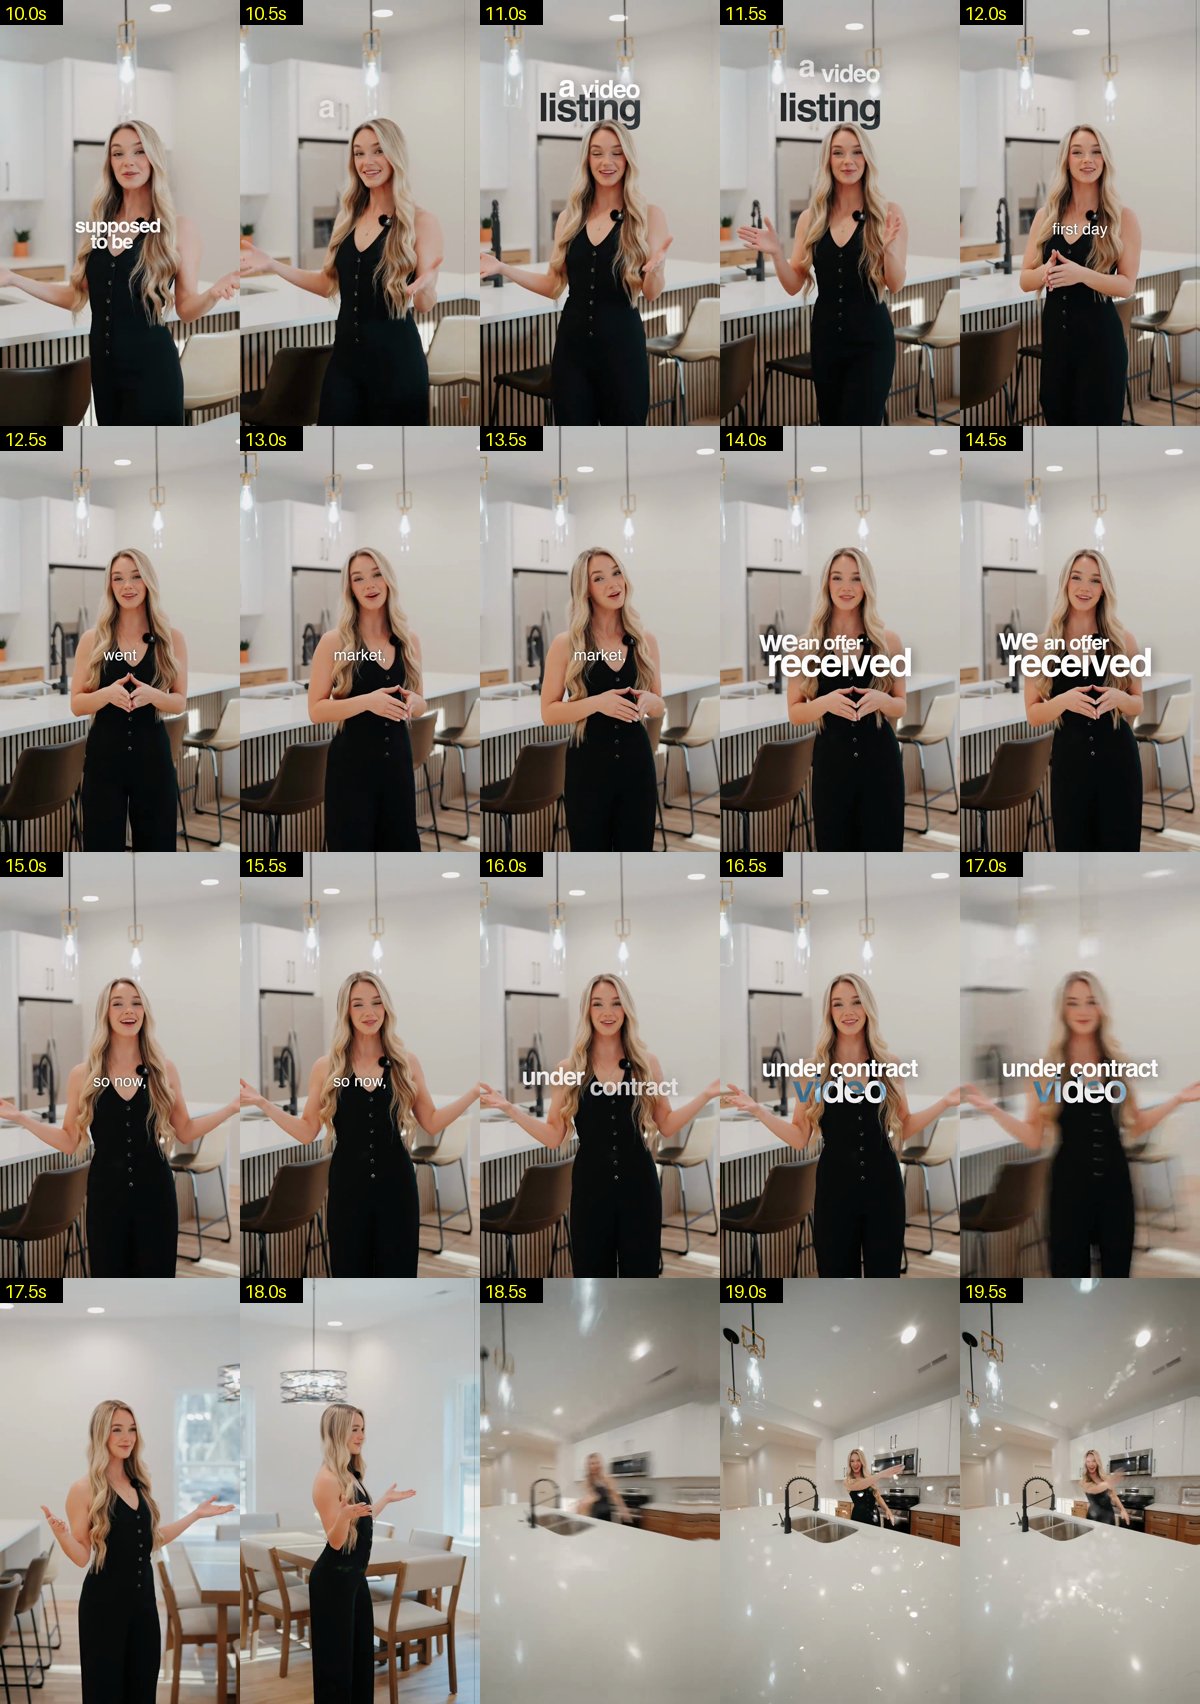 10.0s
supposed
to be
10.5s
a
11.0s
a video
listing
11.5s
a video
listing
12.0s
first day
12.5s
went
13.0s
market,
13.5s
market,
14.0s
we an offer
received
14.5s
we an offer
received
15.0s
so now,
15.5s
so now,
16.0s
under
contract
16.5s
under contract
video
17.0s
under contract
video
17.5s
18.0s
18.5s
19.0s
19.5s